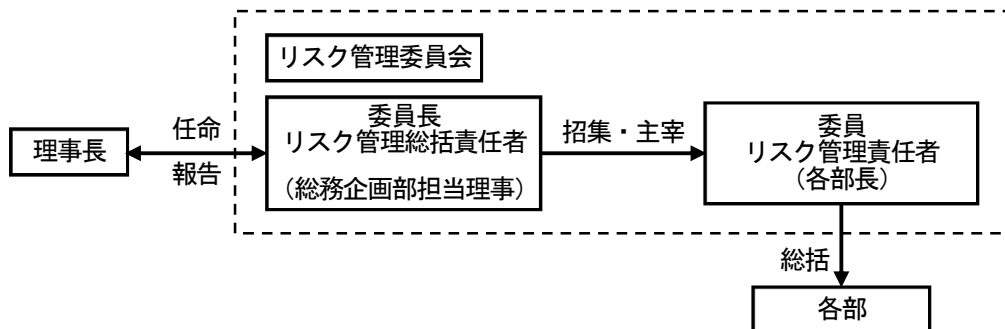 リスク管理委員会
委員長
リスク管理総括責任者
（総務企画部担当理事）
任命
報告
理事長
招集・主宰
委員
リスク管理責任者
（各部長）
総括
各部